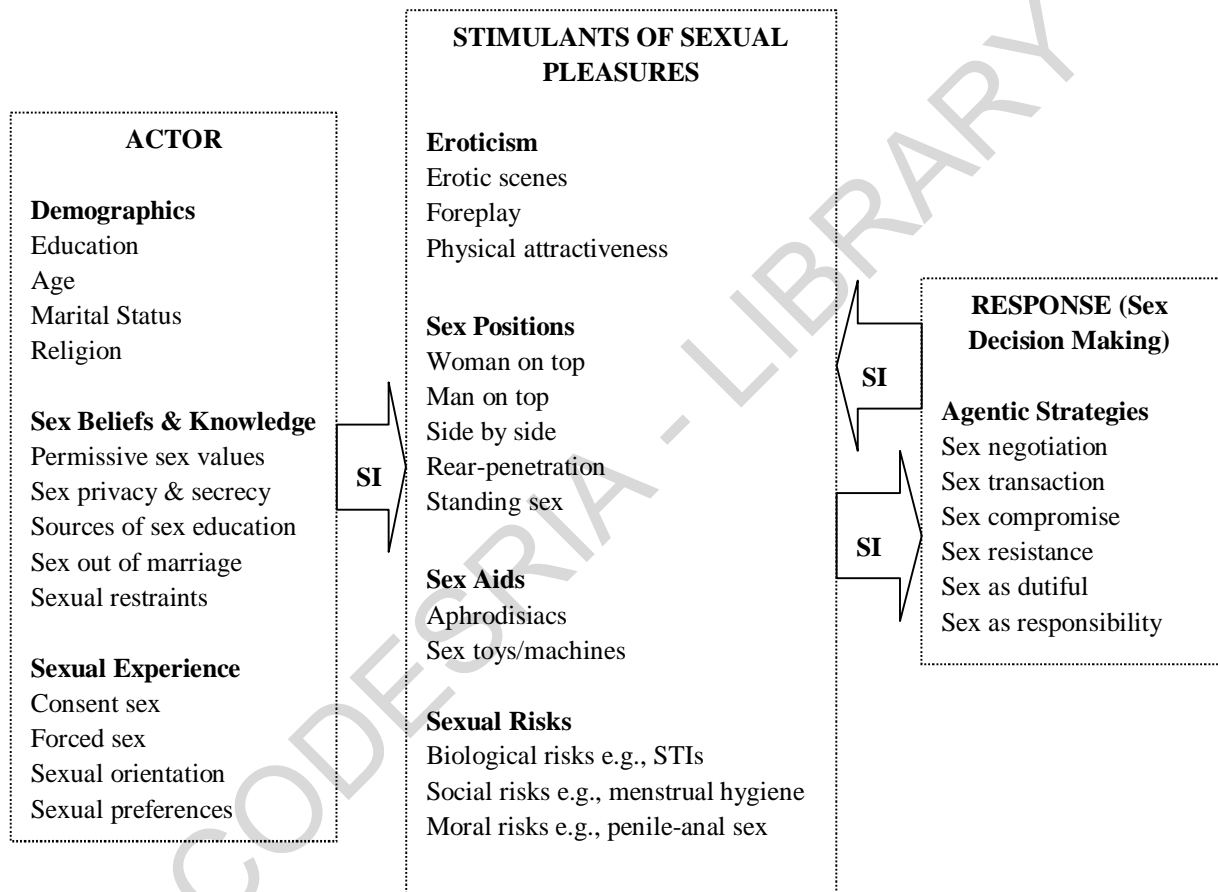 ACTOR
Demographics
Education
Age
Marital Status
Religion
Sex Beliefs & Knowledge
Permissive sex values
Sex privacy & secrecy
Sources of sex education
Sex out of marriage
Sexual restraints
Sexual Experience
Consent sex
Forced sex
Sexual orientation
Sexual preferences
SI
STIMULANTS OF SEXUAL
PLEASURES
Eroticism
Erotic scenes
Foreplay
Physical attractiveness
Sex Positions
Woman on top
Man on top
Side by side
Rear-penetration
Standing sex
Sex Aids
Aphrodisiacs
Sex toys/machines
Sexual Risks
Biological risks e.g., STIs
Social risks e.g., menstrual hygiene
Moral risks e.g., penile-anal sex
SI
SI
RESPONSE (Sex
Decision Making)
Agentic Strategies
Sex negotiation
Sex transaction
Sex compromise
Sex resistance
Sex as dutiful
Sex as responsibility
CODESRIA - LIBRARY